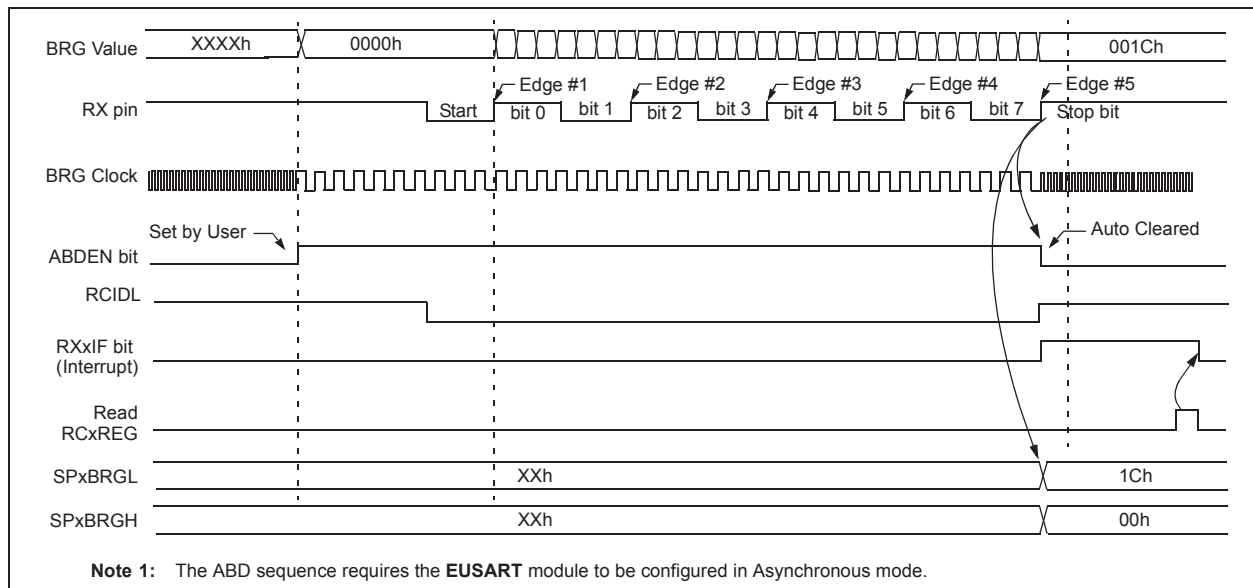 BRG Value XXXXh 0000h 001Ch
Edge #1 Edge #2 Edge #3 Edge #4 Edge #5
RX pin Start bit 0 bit 1 bit 2 bit 3 bit 4 bit 5 bit 6 bit 7 Stop bit
BRG Clock
Set by User Auto Cleared
ABDEN bit
RCIDL
RXxIF bit
(Interrupt)
Read
RCxREG
SPxBRGL XXh 1Ch
SPxBRGH XXh 00h
Note 1: The ABD sequence requires the EUSART module to be configured in Asynchronous mode.